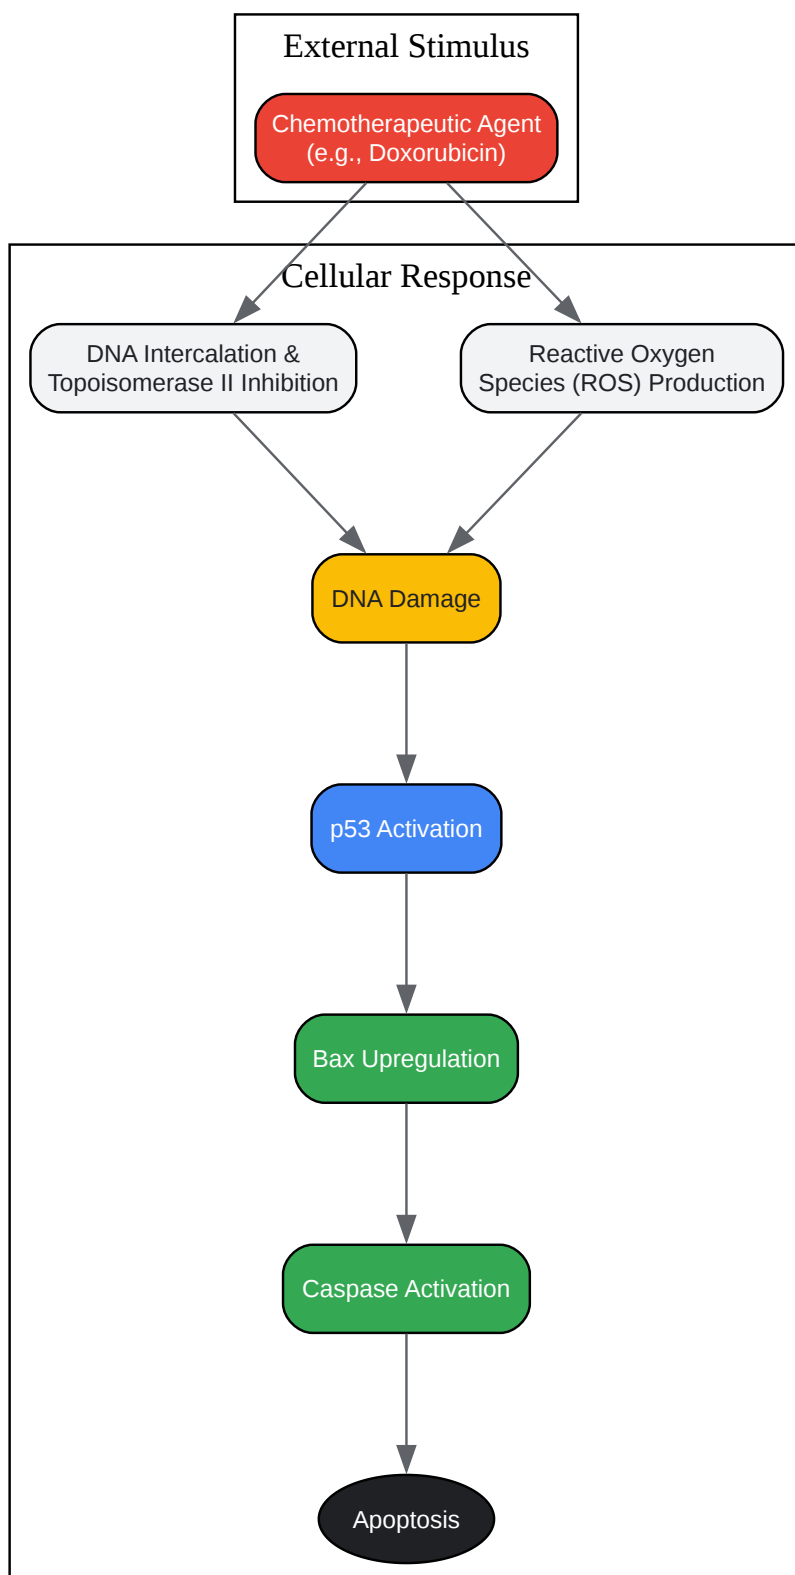 External Stimulus
Chemotherapeutic Agent
(e.g., Doxorubicin)
Cellular Response
DNA Intercalation &
Topoisomerase II Inhibition
Reactive Oxygen
Species (ROS) Production
DNA Damage
p53 Activation
Bax Upregulation
Caspase Activation
Apoptosis